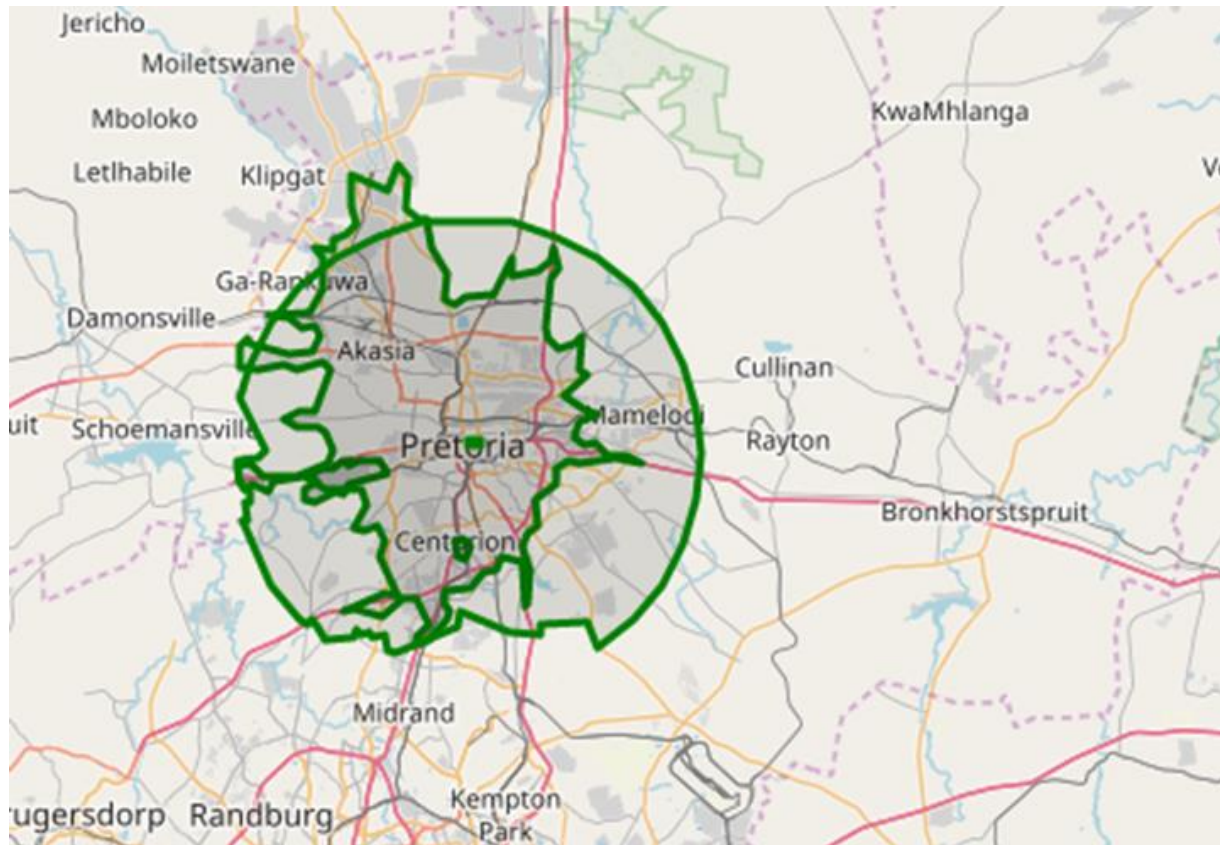 Jericho
Moiletswane
Mboloko
KwaMhlanga
Letlhabile
Klipgat
Ga-Rankuwa
Damonsville
Akasia
Cullinan
Mamelodi
uit
Schoemansville
Pretoria
Rayton
Bronkhorstspruit
Centurion
Midrand
Kempton
Park
rugersdorp
Randburg